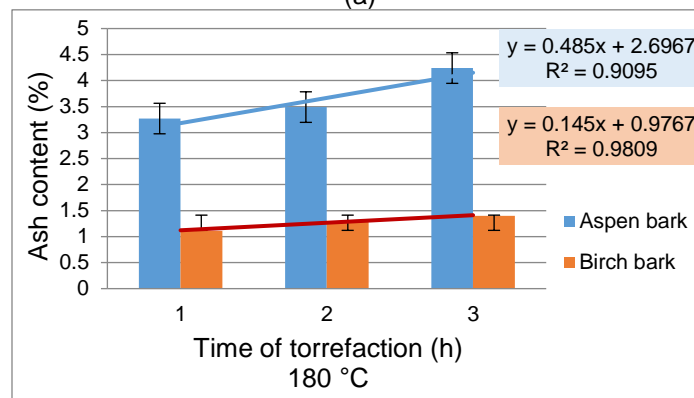 (a)
5
4.5
4
3.5
3
2.5
2
1.5
1
0.5
0
Ash content (%)
y = 0.485x + 2.6967
R² = 0.9095
y = 0.145x + 0.9767
R² = 0.9809
Aspen bark
Birch bark
1 2 3
Time of torrefaction (h)
180 °C